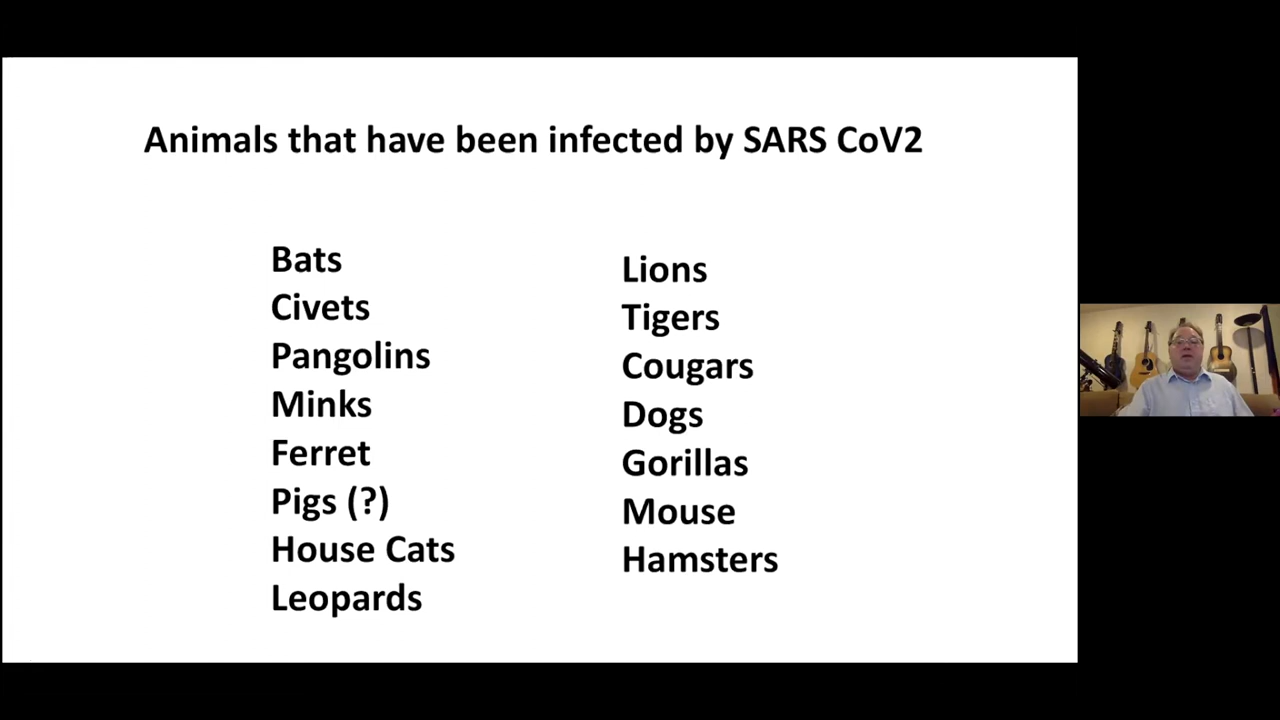 Animals that have been infected by SARS CoV2
Bats
Civets
Pangolins
Minks
Ferret
Pigs (?)
House Cats
Leopards
Lions
Tigers
Cougars
Dogs
Gorillas
Mouse
Hamsters